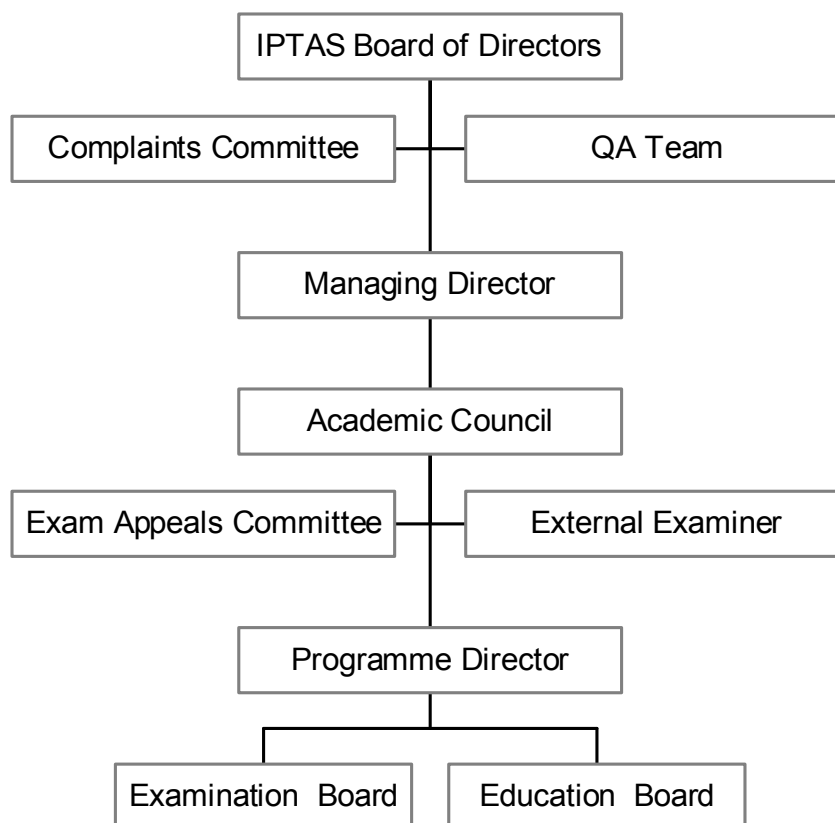 IPTAS Board of Directors
Complaints Committee
QA Team
Managing Director
Academic Council
Exam Appeals Committee
External Examiner
Programme Director
Examination Board
Education Board